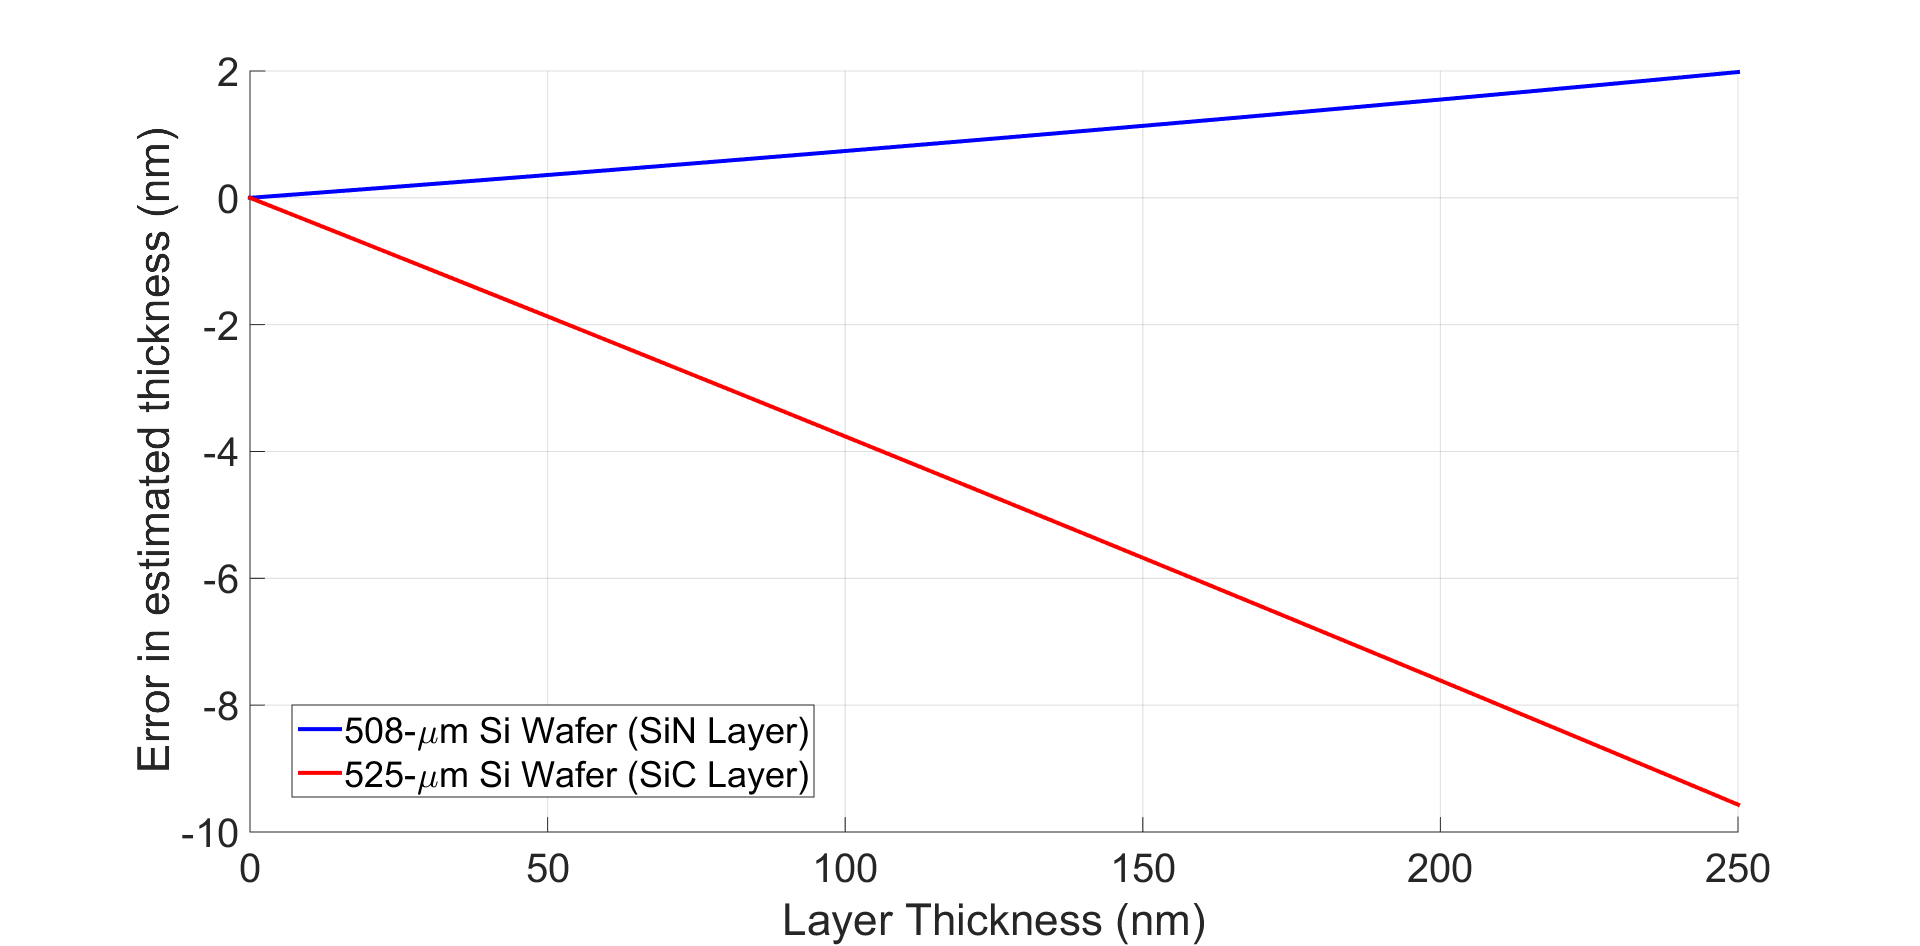 2
0
-2
-4
-6
-8
-10
Error in estimated thickness (nm)
508-μm Si Wafer (SiN Layer)
525-μm Si Wafer (SiC Layer)
0 50 100 150 200 250
Layer Thickness (nm)